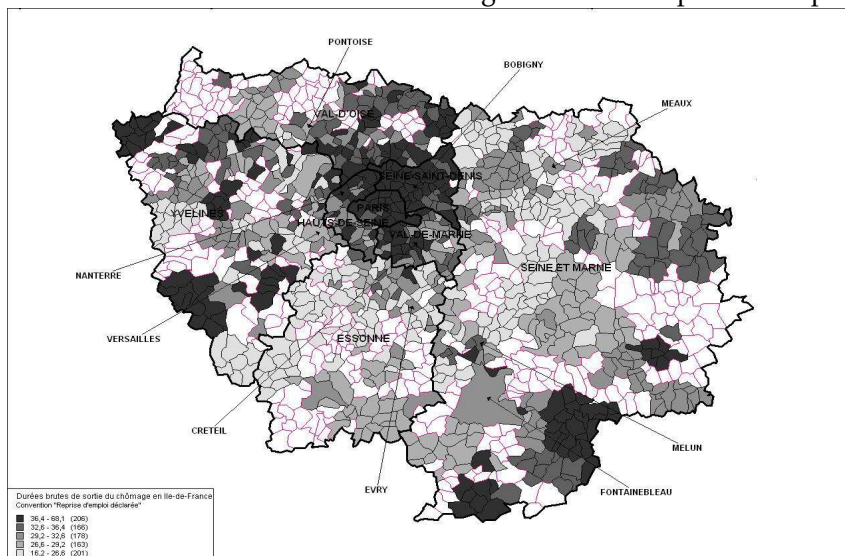 PONTOISE
BOBIGNY
MEAUX
VAL-D'OISE
SEINE-SAINT-DENIS
PARIS
YVELINES
HAUTS-DE-SEINE
VAL-DE-MARNE
SEINE ET MARNE
NANTERRE
VERSAILLES
ESSONNE
CRETEIL
MELUN
EVRY
FONTAINEBLEAU
Durées brutes de sortie du chômage en Ile-de-France
Convention "Reprise d'emploi déclarée"
36,4 - 68,1 (206)
32,6 - 36,4 (166)
29,2 - 32,6 (178)
26,6 - 29,2 (163)
16,2 - 26,6 (201)